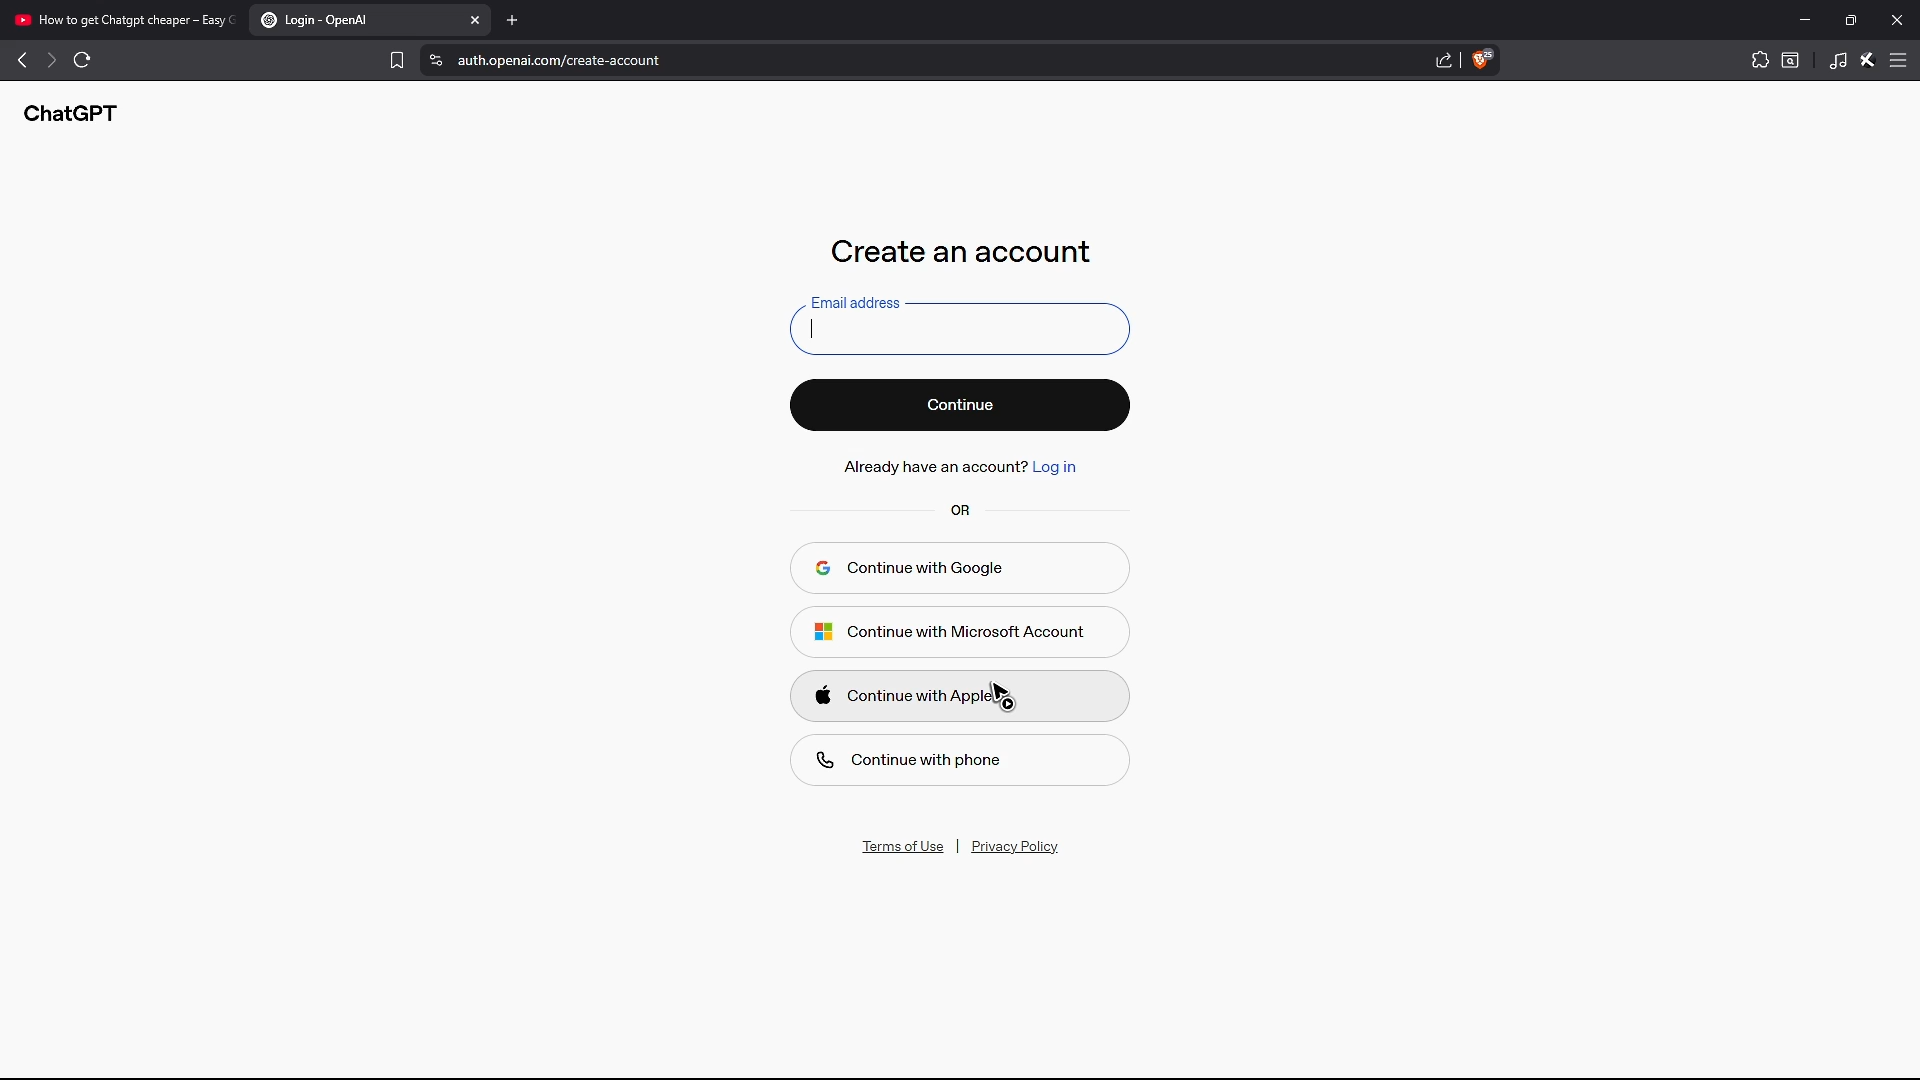 How to get Chatgpt cheaper – Easy G
Login - OpenAI
auth.openai.com/create-account
25
ChatGPT
Create an account
Email address
Continue
Already have an account? Log in
OR
Continue with Google
Continue with Microsoft Account
Continue with Apple
Continue with phone
Terms of Use | Privacy Policy